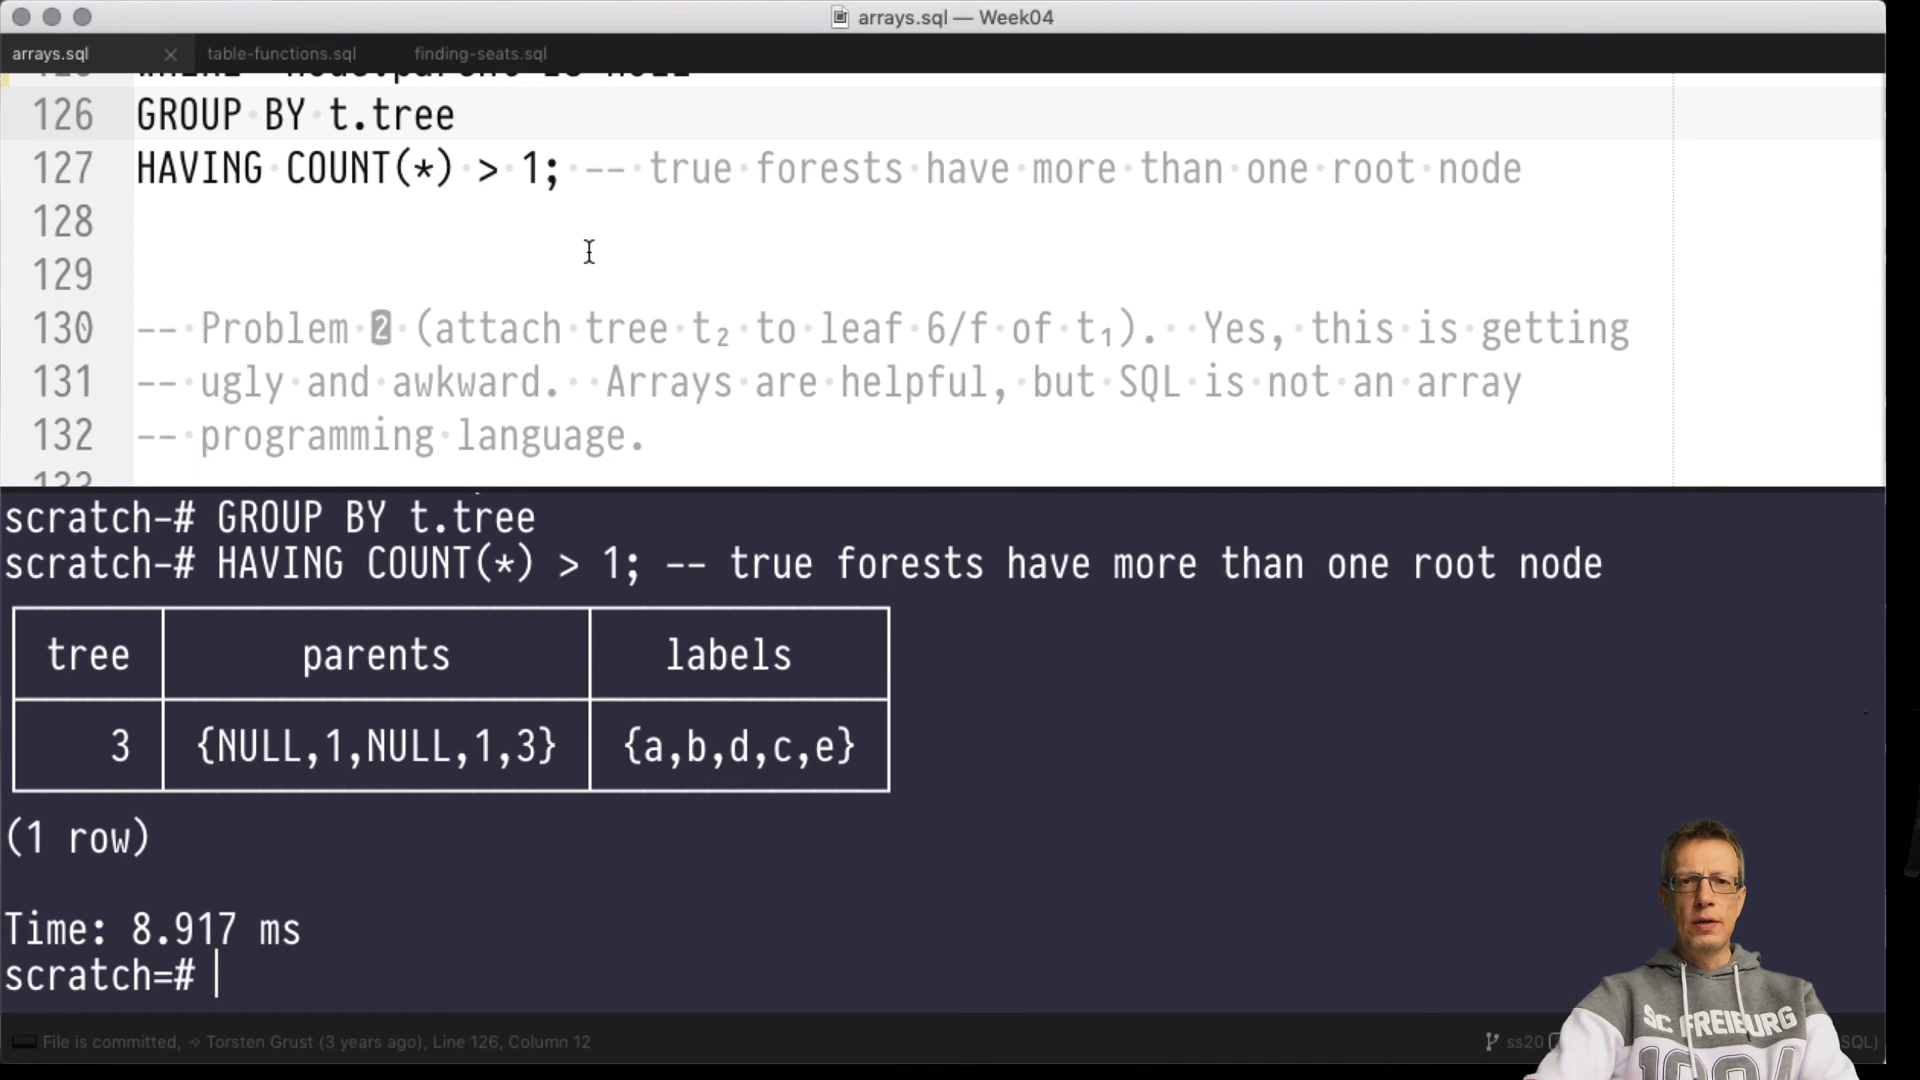 arrays.sql — Week04
arrays.sql
table-functions.sql
finding-seats.sql
126 GROUP BY t.tree
127 HAVING COUNT(*) > 1; -- true forests have more than one root node
128
129
130 -- Problem 2 (attach tree t₂ to leaf 6/f of t₁). Yes, this is getting
131 -- ugly and awkward. Arrays are helpful, but SQL is not an array
132 -- programming language.
scratch-# GROUP BY t.tree
scratch-# HAVING COUNT(*) > 1; -- true forests have more than one root node
tree parents labels
3 {NULL,1,NULL,1,3} {a,b,d,c,e}
(1 row)
Time: 8.917 ms
scratch=#
File is committed, Torsten Grust (3 years ago), Line 126, Column 12
ss20
SQL)
SC FREIBURG